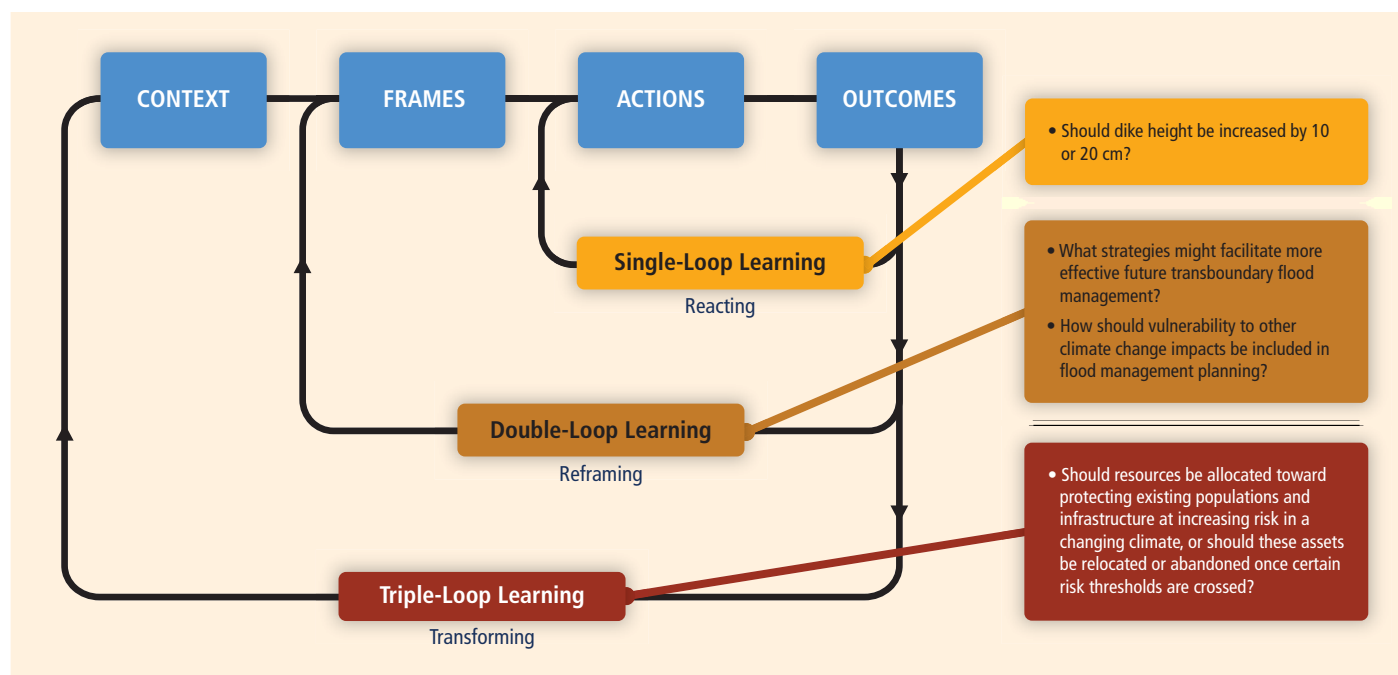 CONTEXT
FRAMES
ACTIONS
OUTCOMES
• Should dike height be increased by 10
or 20 cm?
Single-Loop Learning
Reacting
• What strategies might facilitate more
effective future transboundary flood
management?
• How should vulnerability to other
climate change impacts be included in
flood management planning?
Double-Loop Learning
Reframing
• Should resources be allocated toward
protecting existing populations and
infrastructure at increasing risk in a
changing climate, or should these assets
be relocated or abandoned once certain
risk thresholds are crossed?
Triple-Loop Learning
Transforming